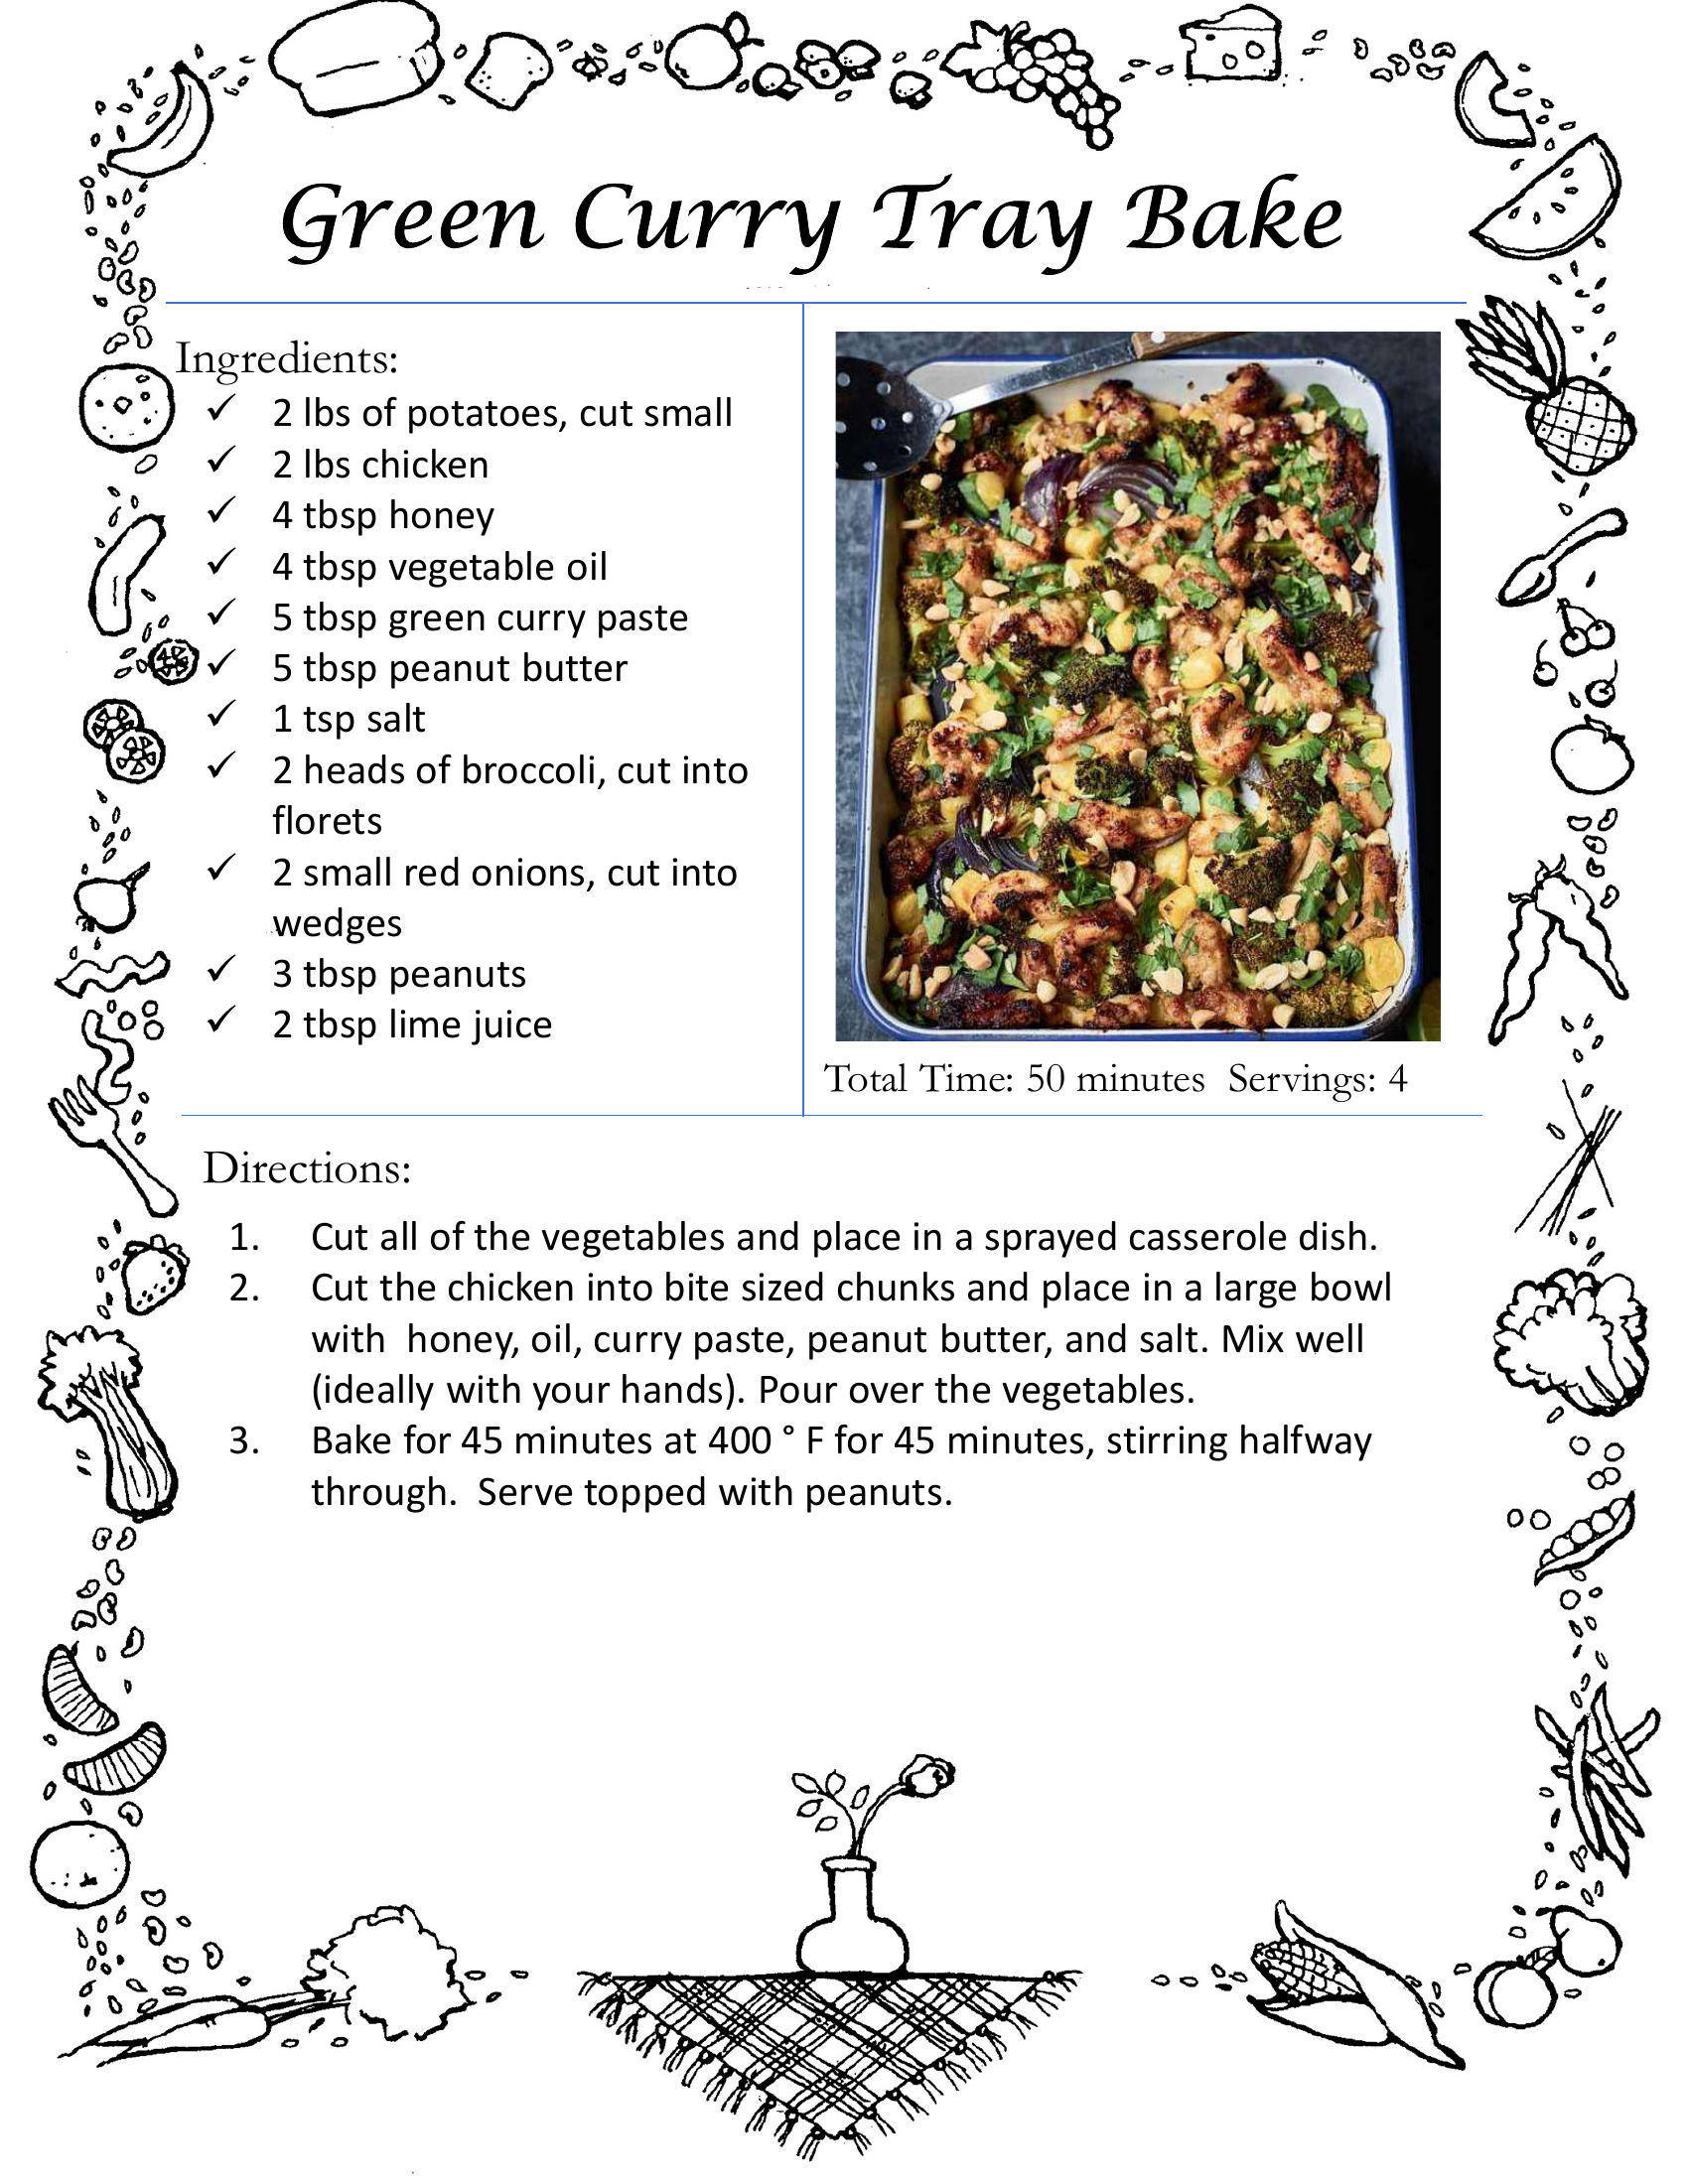 Green Curry Tray Bake
Ingredients:
✓ 2 lbs of potatoes, cut small
✓ 2 lbs chicken
✓ 4 tbsp honey
✓ 4 tbsp vegetable oil
✓ 5 tbsp green curry paste
✓ 5 tbsp peanut butter
✓ 1 tsp salt
✓ 2 heads of broccoli, cut into
florets
✓ 2 small red onions, cut into
wedges
✓ 3 tbsp peanuts
✓ 2 tbsp lime juice
Total Time: 50 minutes  Servings: 4
Directions:
1. Cut all of the vegetables and place in a sprayed casserole dish.
2. Cut the chicken into bite sized chunks and place in a large bowl
with  honey, oil, curry paste, peanut butter, and salt. Mix well
(ideally with your hands). Pour over the vegetables.
3. Bake for 45 minutes at 400 ° F for 45 minutes, stirring halfway
through.  Serve topped with peanuts.